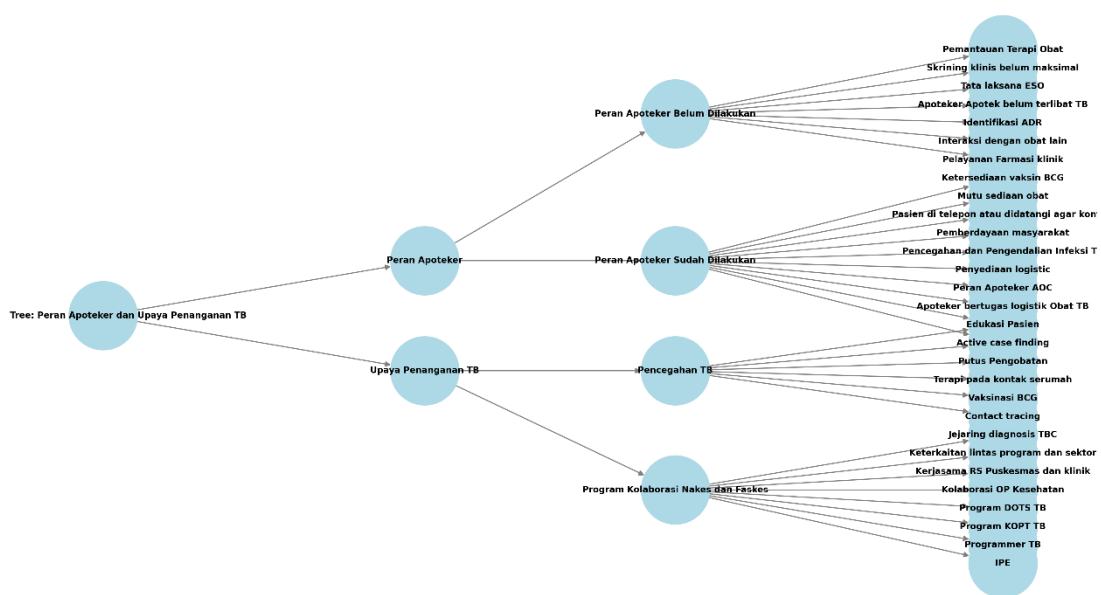 Tree: Peran Apoteker dan Upaya Penanganan TB
Peran Apoteker
Upaya Penanganan TB
Peran Apoteker Belum Dilakukan
Peran Apoteker Sudah Dilakukan
Pencegahan TB
Program Kolaborasi Nakes dan Faskes
Pemantauan Terapi Obat
Skrining klinis belum maksimal
Tata laksana ESO
Apoteker Apotek belum terlibat TB
Identifikasi ADR
Interaksi dengan obat lain
Pelayanan Farmasi klinik
Ketersediaan vaksin BCG
Mutu sediaan obat
Pasien di telepon atau didatangi agar
Pemberdayaan masyarakat
Pencegahan dan Pengendalian Infeksi
Penyediaan logistic
Peran Apoteker AOC
Apoteker bertugas logistik Obat TB
Edukasi Pasien
Active case finding
Putus Pengobatan
Terapi pada kontak serumah
Vaksinasi BCG
Contact tracing
Jejaring diagnosis TBC
Keterkaitan lintas program dan sektor
Kerjasama RS Puskesmas dan klinik
Kolaborasi OP Kesehatan
Program DOTS TB
Program KOPT TB
Programmer TB
IPE